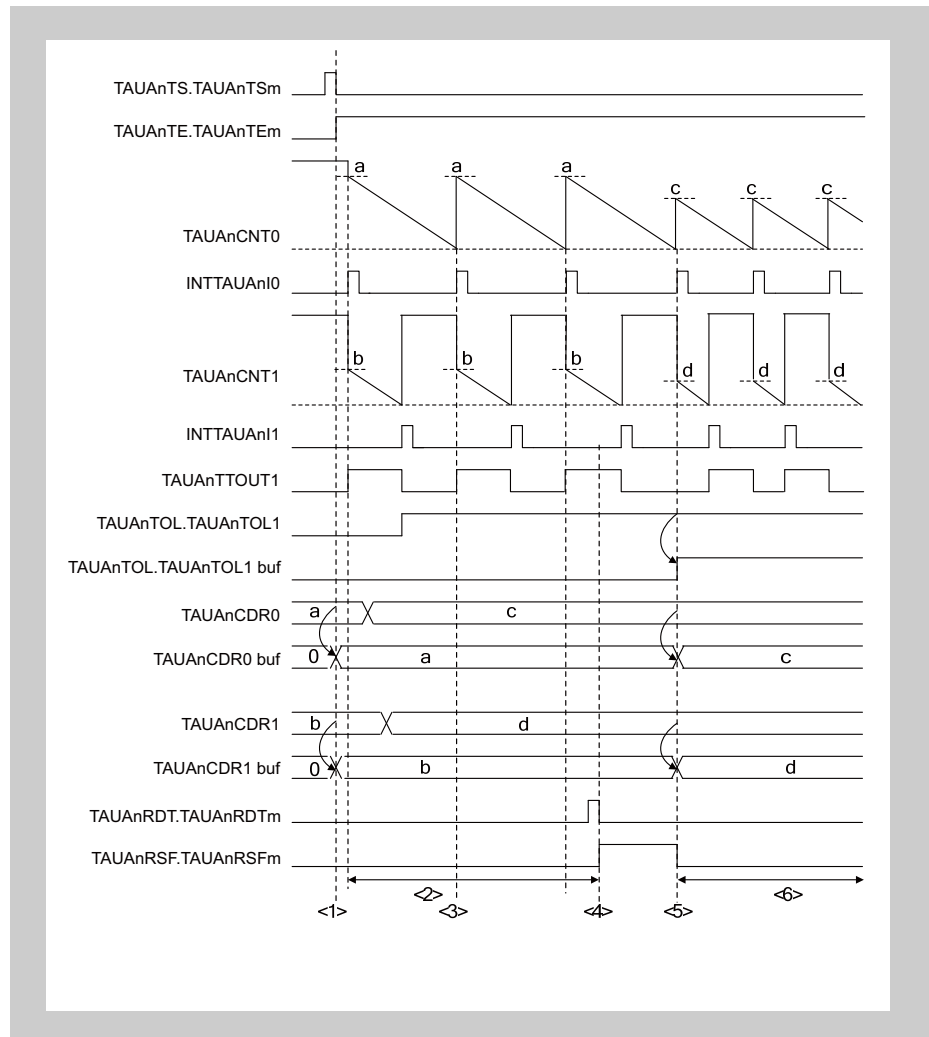 TAUAnTS.TAUAnTSm
TAUAnTE.TAUAnTEm
a a a
c c c
TAUAnCNT0
INTTAUAnI0
b b b
d d d
TAUAnCNT1
INTTAUAnI1
TAUAnTTOUT1
TAUAnTOL.TAUAnTOL1
TAUAnTOL.TAUAnTOL1 buf
TAUAnCDR0 a c
TAUAnCDR0 buf 0 a c
TAUAnCDR1 b d
TAUAnCDR1 buf 0 b d
TAUAnRDT.TAUAnRDTm
TAUAnRSF.TAUAnRSFm
<2> <6>
<1> <3> <4> <5>